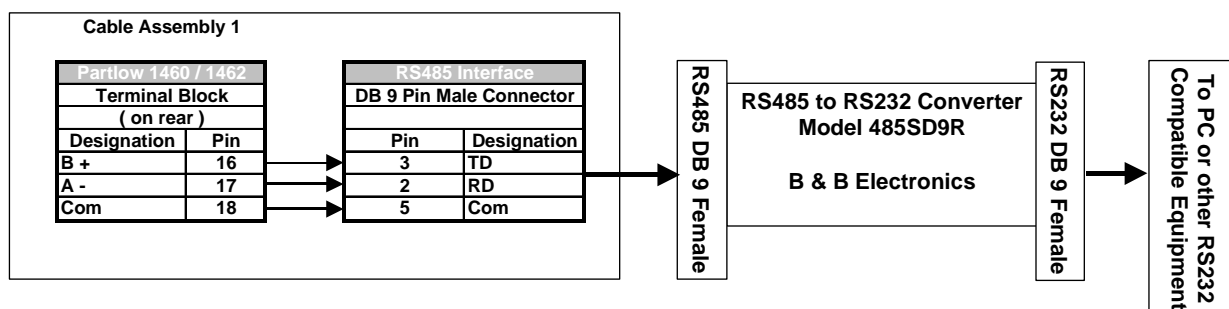 Cable Assembly 1
Partlow 1460 / 1462
Terminal Block
( on rear )
Designation Pin
B + 16
A - 17
Com 18
RS485 Interface
DB 9 Pin Male Connector
Pin Designation
3 TD
2 RD
5 Com
RS485 DB 9 Female
RS485 to RS232 Converter
Model 485SD9R
B & B Electronics
RS232 DB 9 Female
To PC or other RS232
Compatible Equipment